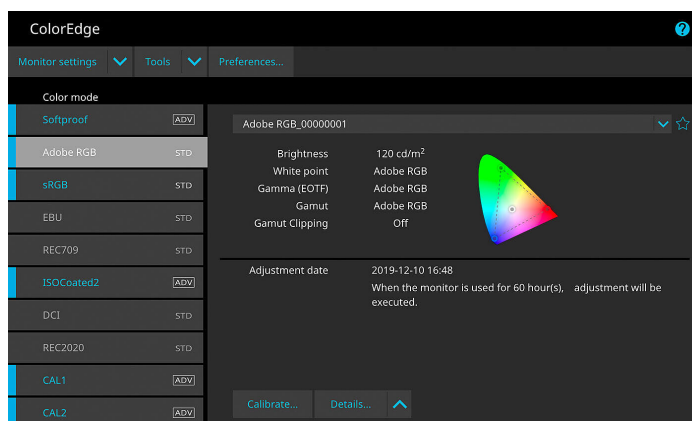 ColorEdge
?
Monitor settings Tools Preferences...
Color mode
Softproof ADV
Adobe RGB STD
sRGB STD
EBU STD
REC709 STD
ISOCoated2 ADV
DCI STD
REC2020 STD
CAL1 ADV
CAL2 ADV
Adobe RGB_00000001
Brightness 120 cd/m²
White point Adobe RGB
Gamma (EOTF) Adobe RGB
Gamut Adobe RGB
Gamut Clipping Off
Adjustment date 2019-12-10 16:48
When the monitor is used for 60 hour(s), adjustment will be
executed.
Calibrate... Details...